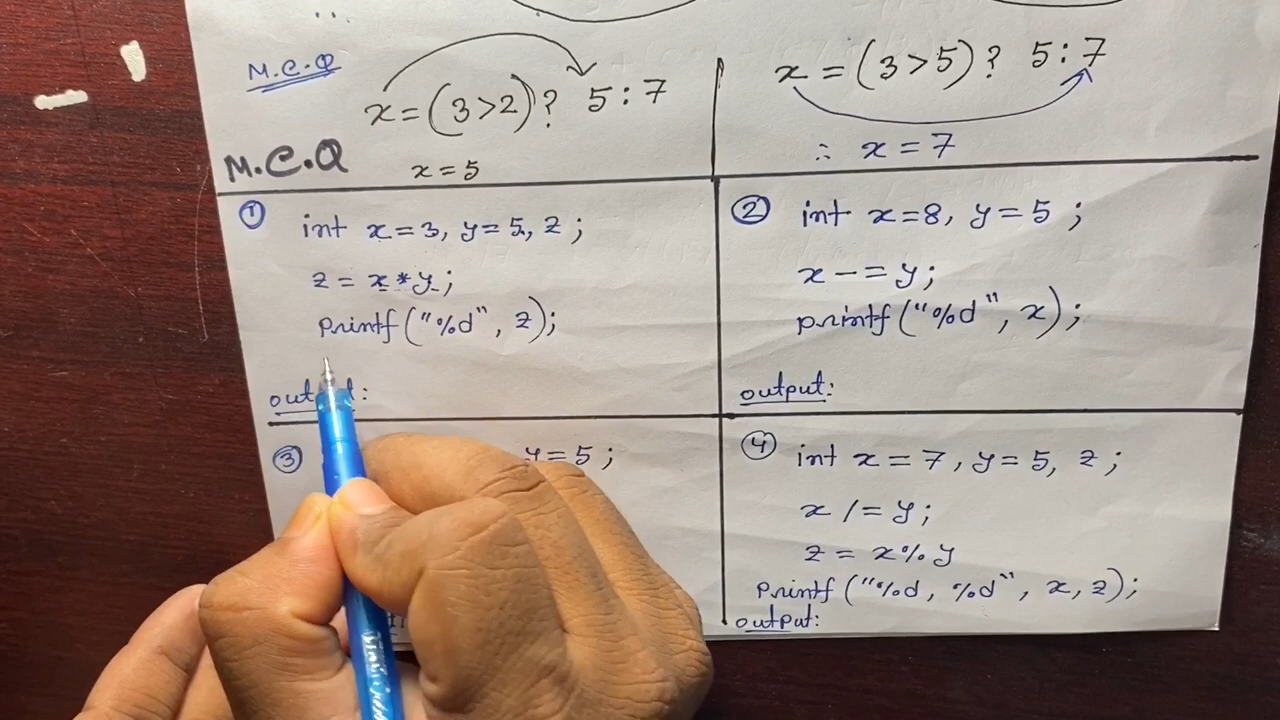 M.C.Q
x = (3>2)? 5:7
x = 5
x = (3>5)? 5:7
∴ x = 7
M.C.Q
① int x=3, y=5, z;
z = x*y;
printf("%d", z);
output:
② int x=8, y=5;
x -= y;
printf("%d", x);
output:
③ y=5;
④ int x=7, y=5, z;
x /= y;
z = x%y
printf("%d, %d", x, z);
output: